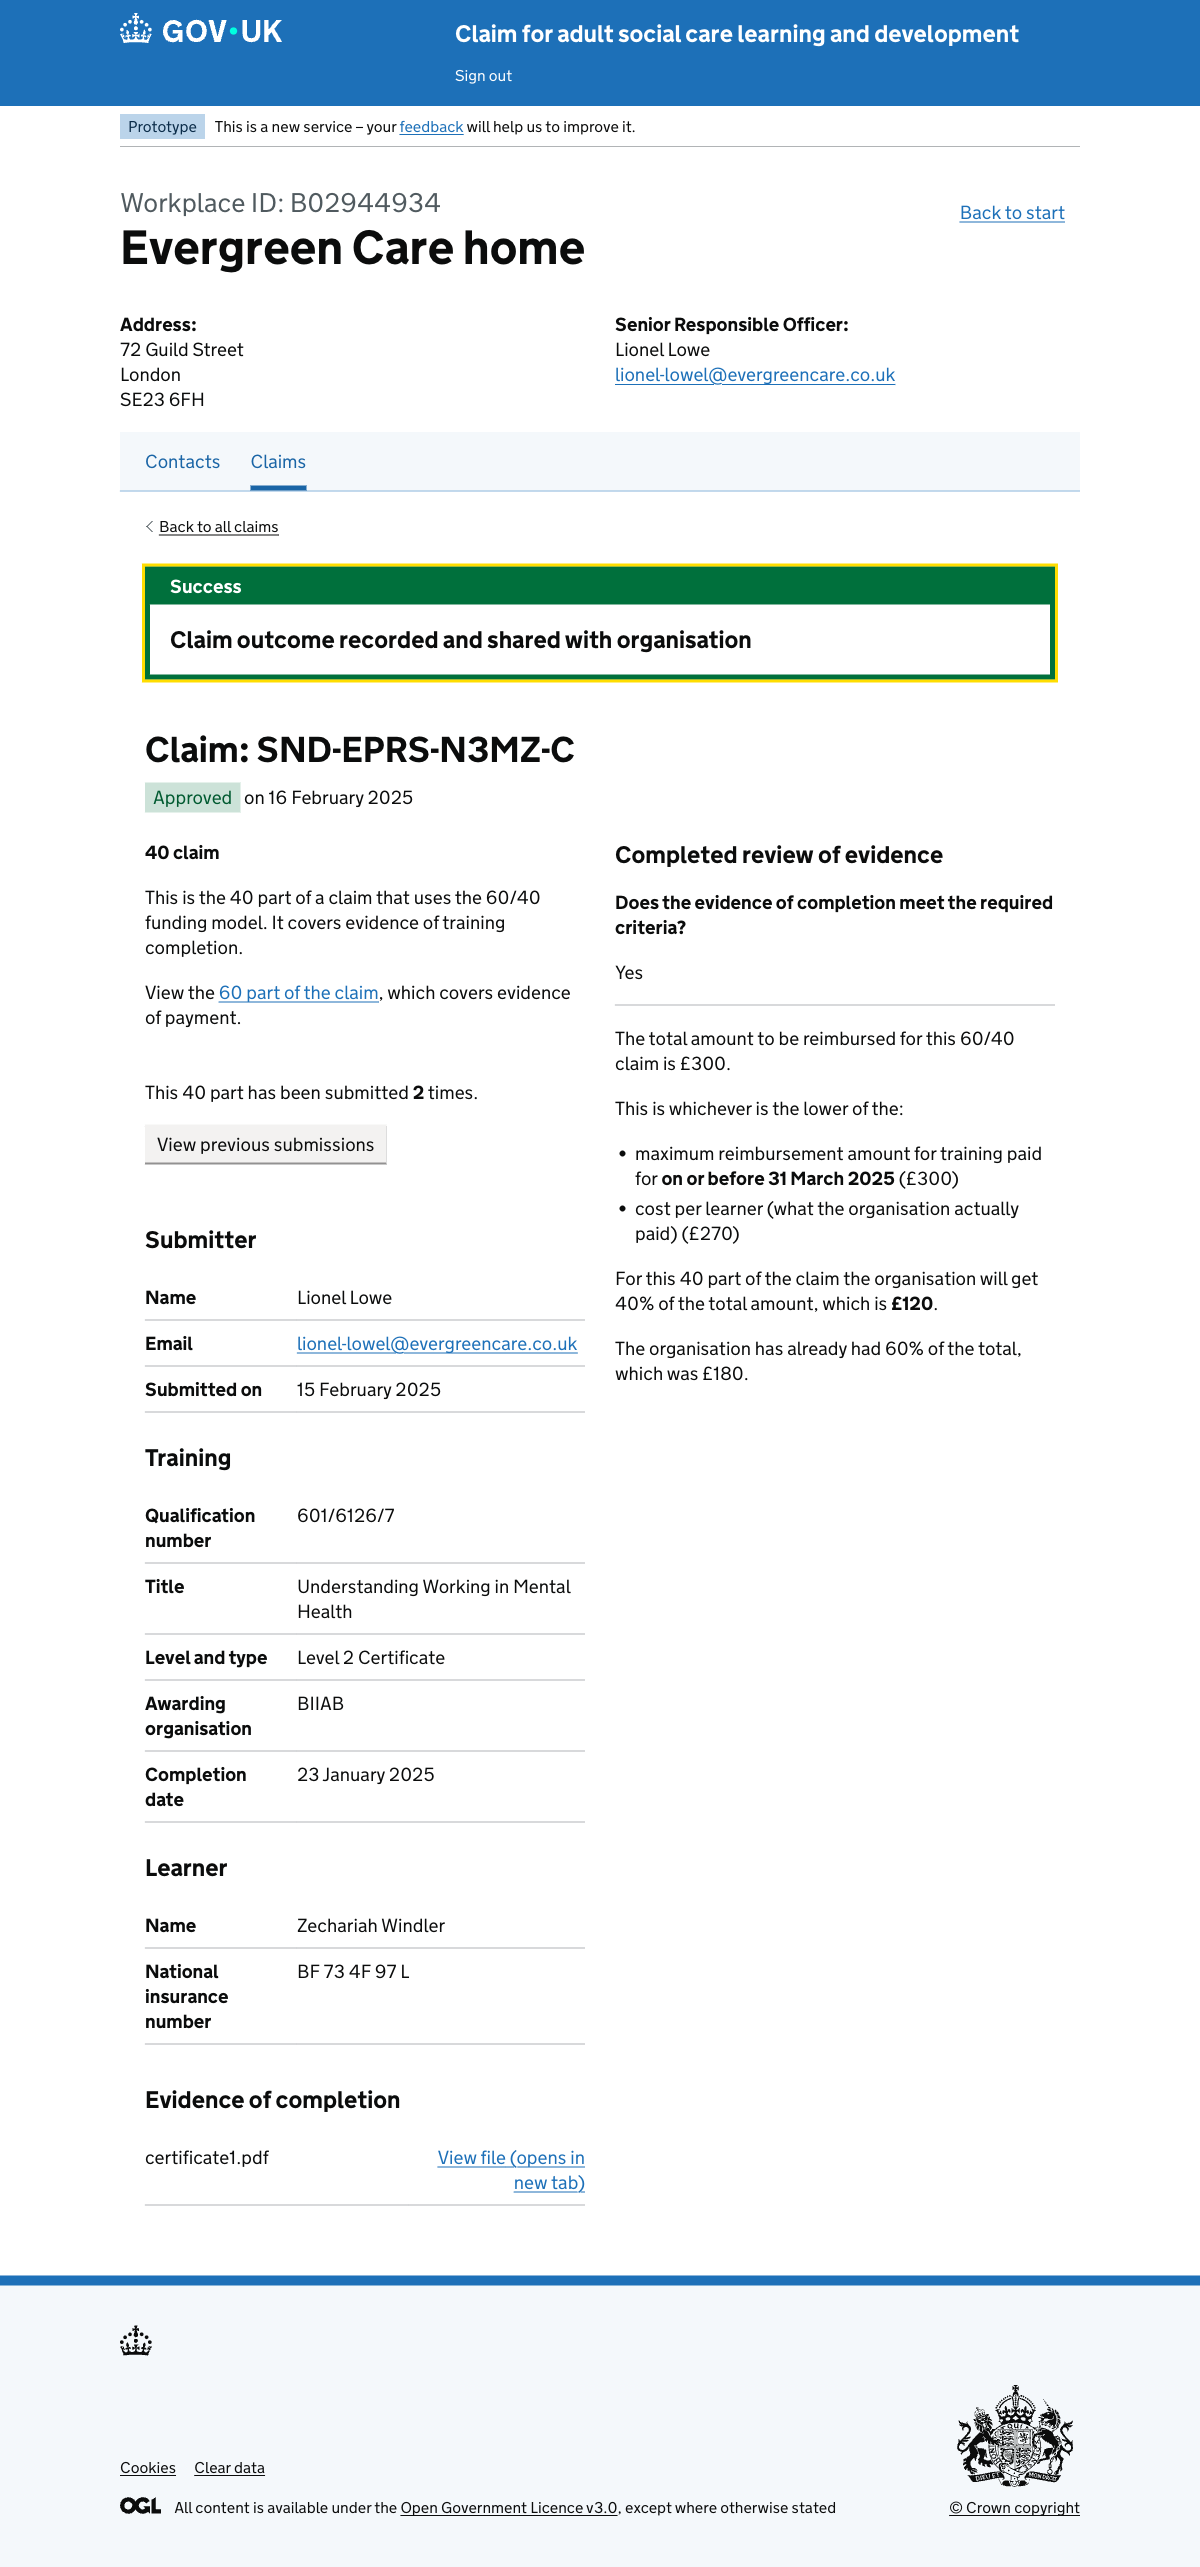 GOV·UK
Claim for adult social care learning and development
Sign out
Prototype This is a new service – your feedback will help us to improve it.
Workplace ID: B02944934
Evergreen Care home
Back to start
Address:
72 Guild Street
London
SE23 6FH
Senior Responsible Officer:
Lionel Lowe
lionel-lowel@evergreencare.co.uk
Contacts Claims
Back to all claims
Success
Claim outcome recorded and shared with organisation
Claim: SND-EPRS-N3MZ-C
Approved on 16 February 2025
40 claim
This is the 40 part of a claim that uses the 60/40
funding model. It covers evidence of training
completion.
View the 60 part of the claim, which covers evidence
of payment.
This 40 part has been submitted 2 times.
View previous submissions
Submitter
Name Lionel Lowe
Email lionel-lowel@evergreencare.co.uk
Submitted on 15 February 2025
Training
Qualification 601/6126/7
number
Title Understanding Working in Mental
Health
Level and type Level 2 Certificate
Awarding BIIAB
organisation
Completion 23 January 2025
date
Learner
Name Zechariah Windler
National BF 73 4F 97 L
insurance
number
Evidence of completion
certificate1.pdf View file (opens in
new tab)
Completed review of evidence
Does the evidence of completion meet the required
criteria?
Yes
The total amount to be reimbursed for this 60/40
claim is £300.
This is whichever is the lower of the:
• maximum reimbursement amount for training paid
for on or before 31 March 2025 (£300)
• cost per learner (what the organisation actually
paid) (£270)
For this 40 part of the claim the organisation will get
40% of the total amount, which is £120.
The organisation has already had 60% of the total,
which was £180.
Cookies Clear data
OGL All content is available under the Open Government Licence v3.0, except where otherwise stated
© Crown copyright